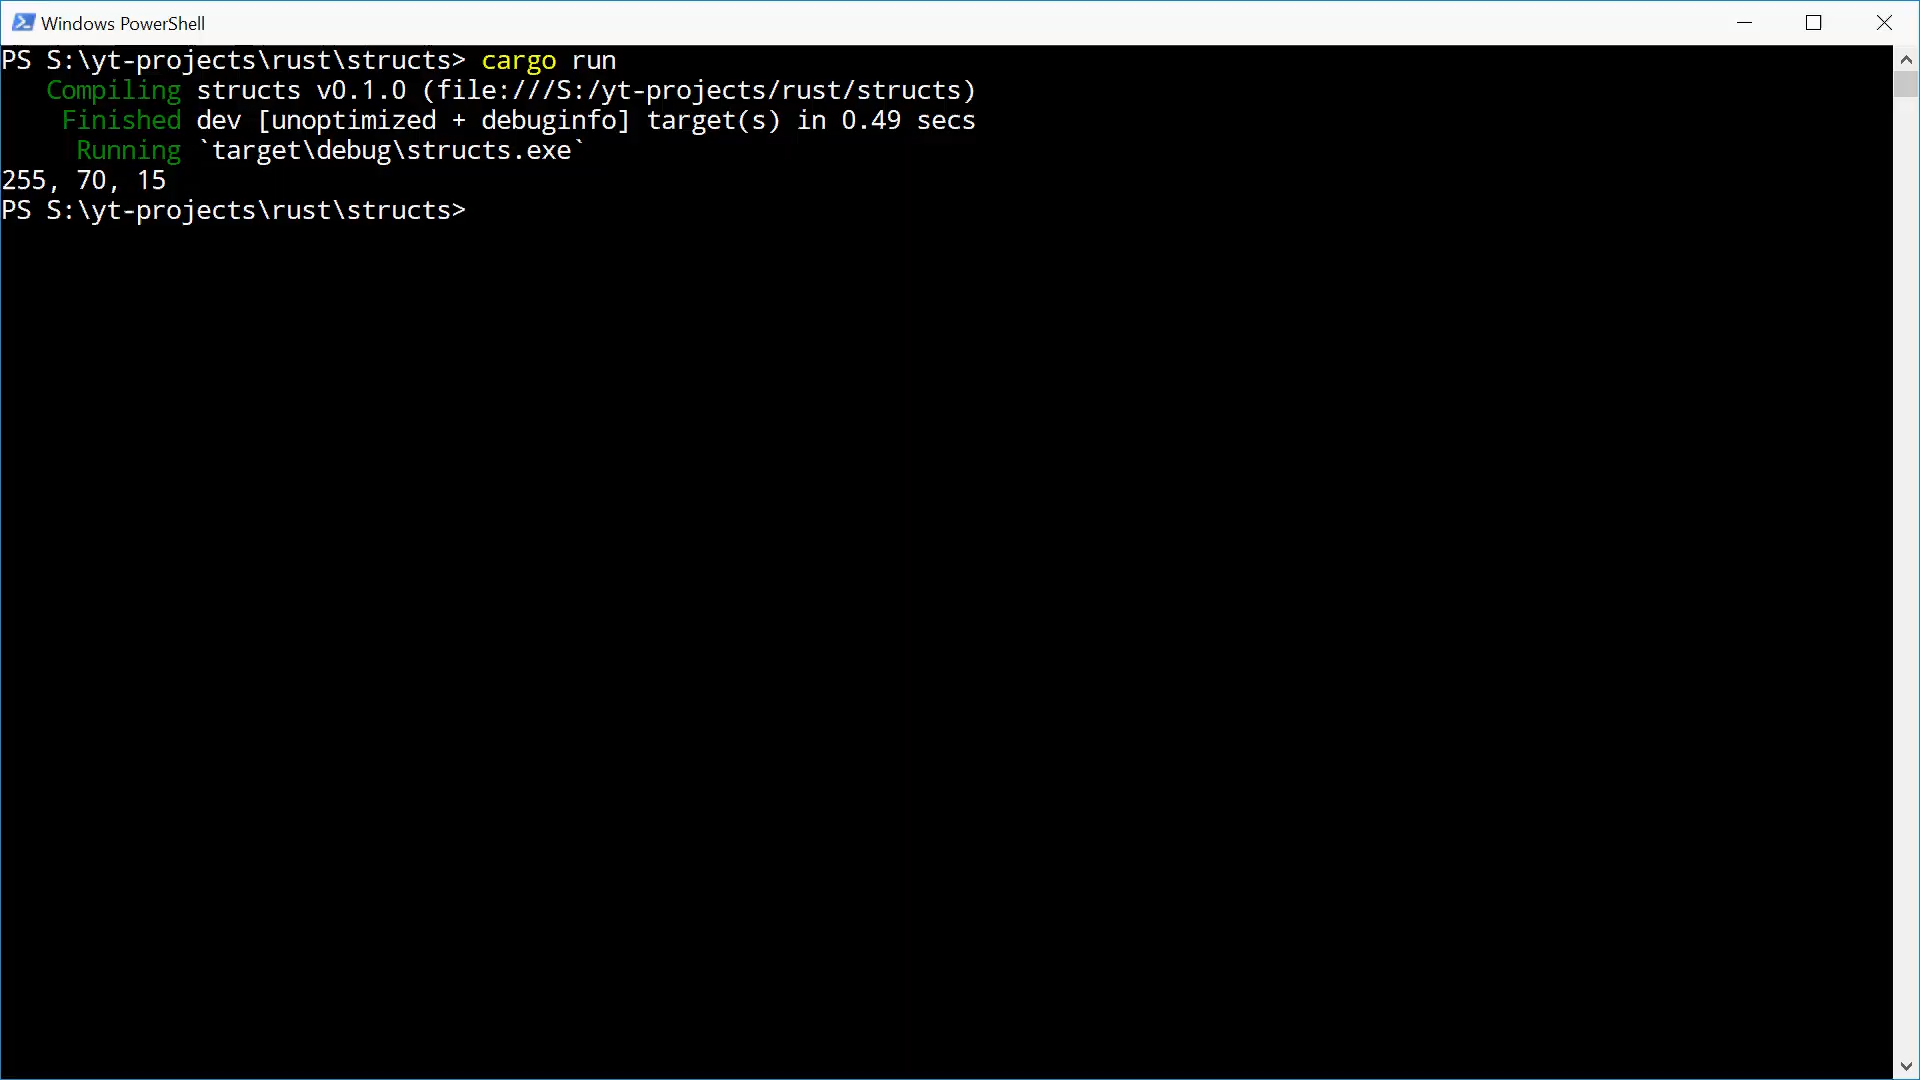 Windows PowerShell
PS S:\yt-projects\rust\structs> cargo run
   Compiling structs v0.1.0 (file:///S:/yt-projects/rust/structs)
    Finished dev [unoptimized + debuginfo] target(s) in 0.49 secs
     Running `target\debug\structs.exe`
255, 70, 15
PS S:\yt-projects\rust\structs>